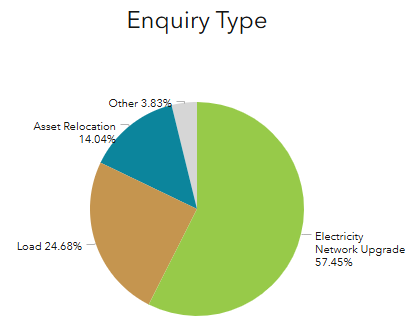 Enquiry Type
Other 3.83%
Asset Relocation
14.04%
Load 24.68%
Electricity
Network Upgrade
57.45%